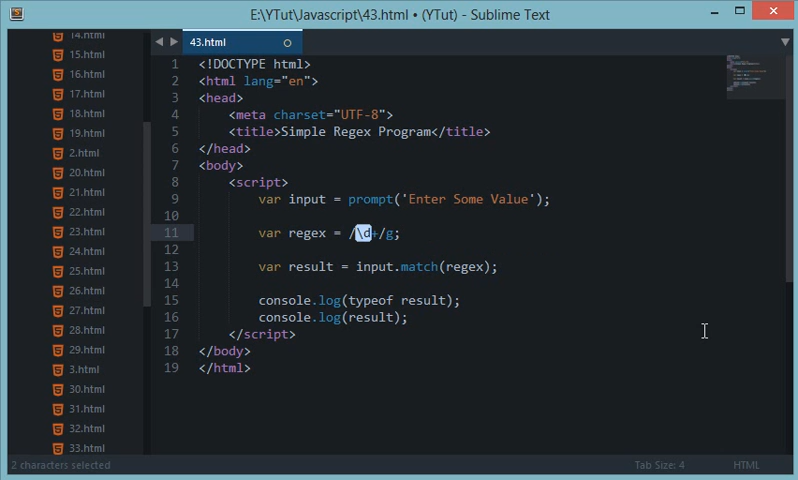 E:\YTut\Javascript\43.html • (YTut) - Sublime Text
14.html
15.html
16.html
17.html
18.html
19.html
2.html
20.html
21.html
22.html
23.html
24.html
25.html
26.html
27.html
28.html
29.html
3.html
30.html
31.html
32.html
33.html
43.html
1 <!DOCTYPE html>
2 <html lang="en">
3 <head>
4 <meta charset="UTF-8">
5 <title>Simple Regex Program</title>
6 </head>
7 <body>
8 <script>
9 var input = prompt('Enter Some Value');
10
11 var regex = /\d+/g;
12
13 var result = input.match(regex);
14
15 console.log(typeof result);
16 console.log(result);
17 </script>
18 </body>
19 </html>
2 characters selected
Tab Size: 4
HTML